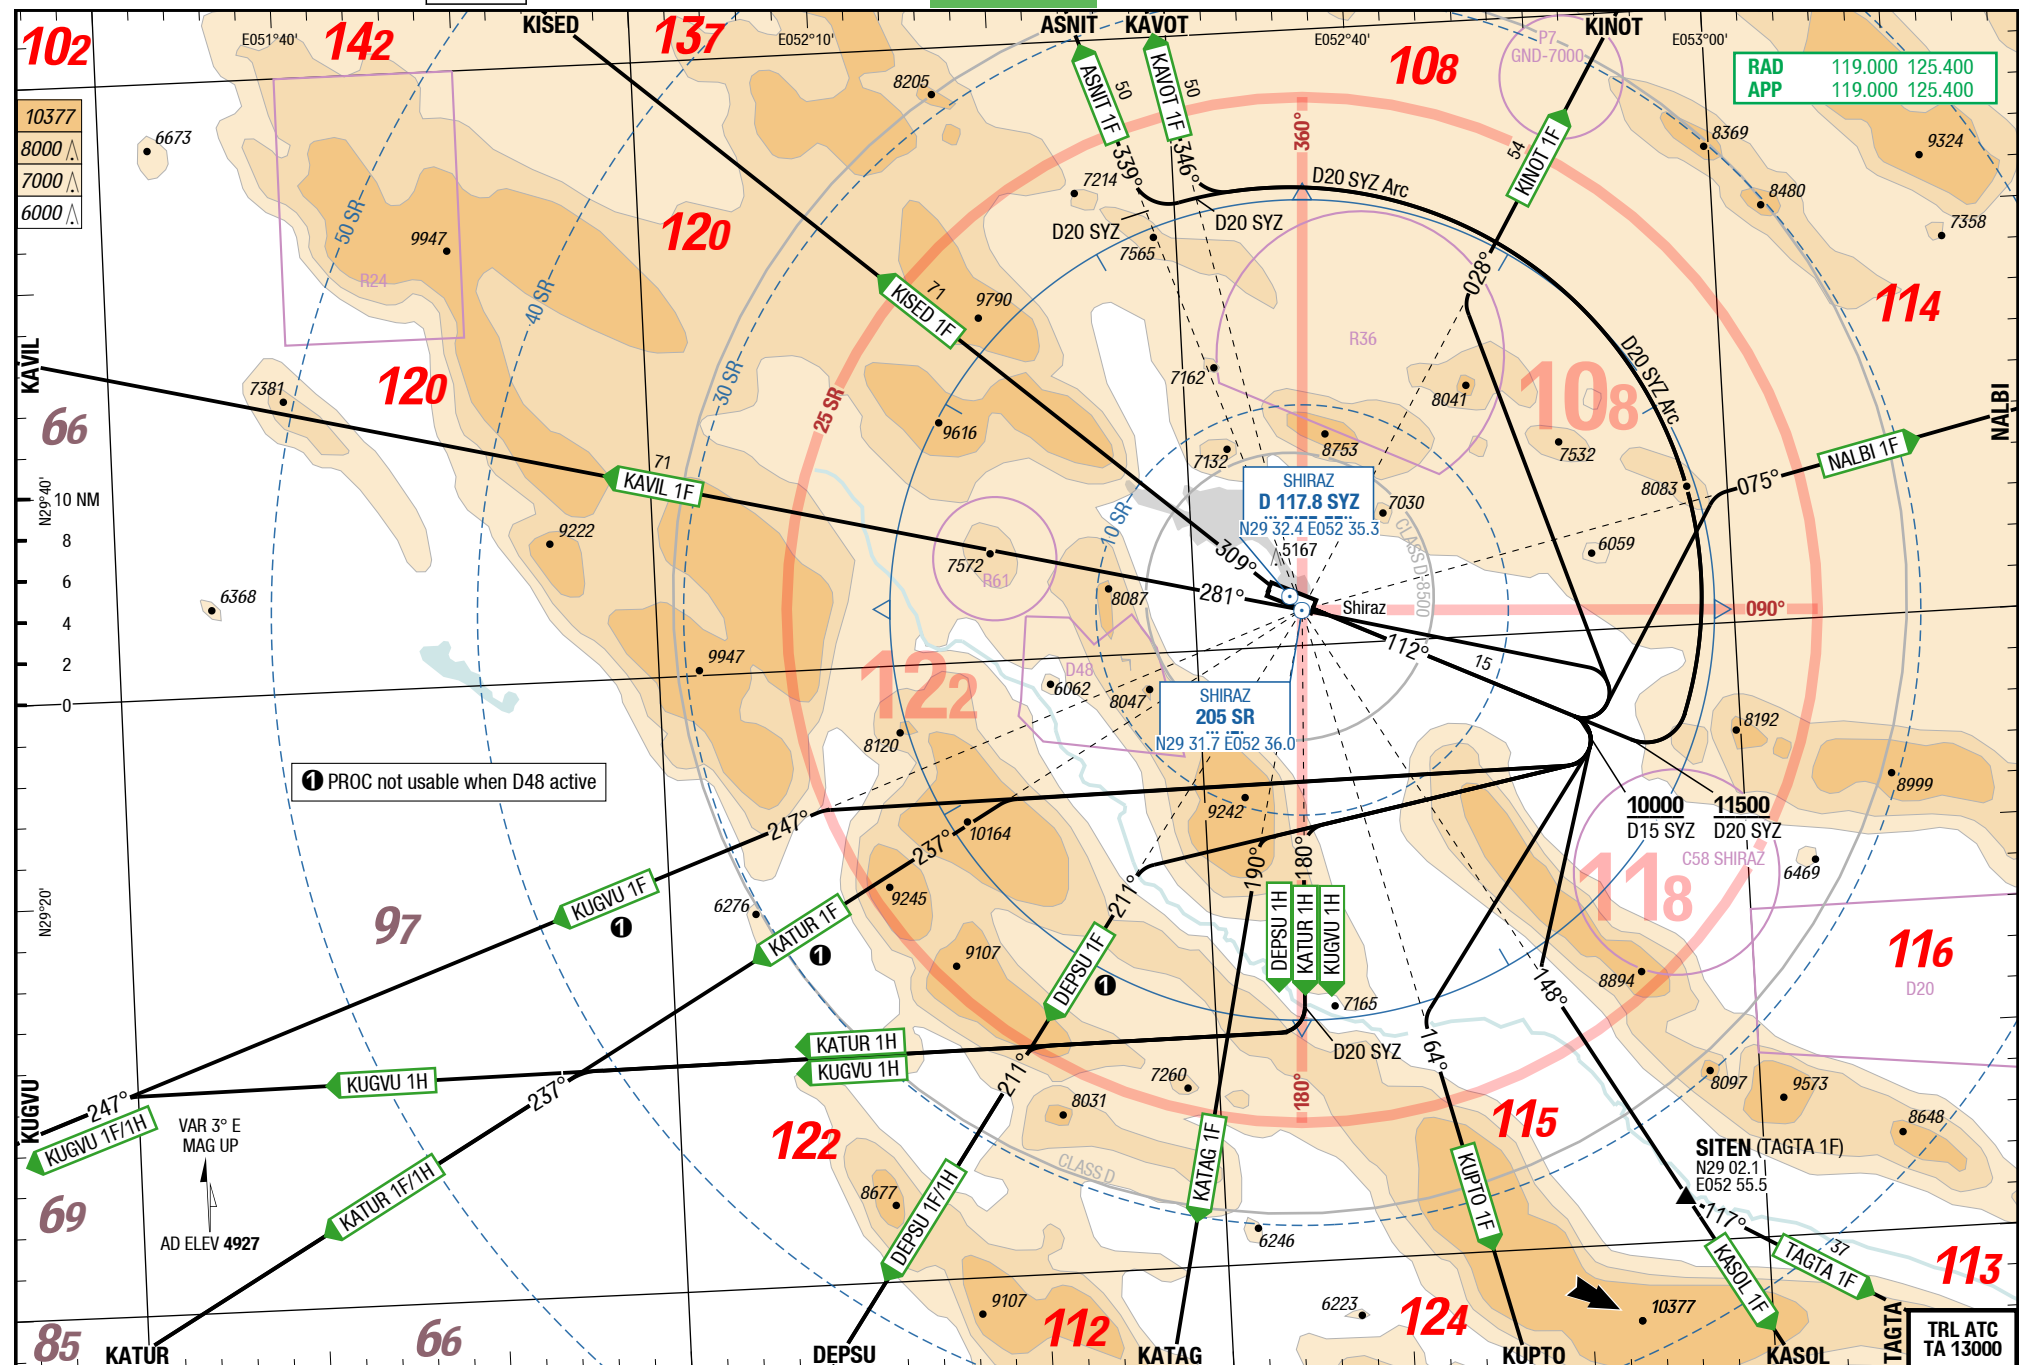 KISED
ASNIT
KAVOT
KINOT
102
E051°40'
142
137
E052°10'
E052°40'
108
P7
GND-7000
E053°00'
RAD 119.000 125.400
APP 119.000 125.400
10377
8000
7000
6000
6673
8205
ASNIT 1F
50
KAVOT 1F
50
360°
54
KINOT 1F
8369
9324
339°
346°
D20 SYZ Arc
7214
8480
50 SR
120
D20 SYZ
D20 SYZ
7358
9947
7565
R24
40 SR
71
KISED 1F
9790
028°
114
R36
D20 SYZ Arc
KAVIL
30 SR
7162
7381
120
25 SR
8041
108
NALBI
66
9616
7132
8753
7532
NALBI 1F
71
KAVIL 1F
SHIRAZ
D 117.8 SYZ
N29 32.4 E052 35.3
7030
8083
075°
N29°40'
10 NM
8
6
4
2
0
10 SR
CLASS D-8500
9222
309°
5167
6059
7572
R61
281°
8087
Shiraz
090°
6368
112°
15
9947
D48
6062
122
8047
SHIRAZ
205 SR
N29 31.7 E052 36.0
8120
8192
1 PROC not usable when D48 active
8999
9242
10000
D15 SYZ
11500
D20 SYZ
247°
10164
237°
C58 SHIRAZ
6469
190°
180°
118
KUGVU 1F
1
9245
211°
N29°20'
6276
97
KATUR 1F
1
DEPSU 1H
KATUR 1H
KUGVU 1H
DEPSU 1F
1
116
9107
8894
D20
148°
7165
KATUR 1H
KUGVU 1H
D20 SYZ
164°
211°
KUGVU 1H
237°
7260
180°
8097
9573
KUGVU
247°
8031
115
8648
KUGVU 1F/1H
VAR 3° E
MAG UP
122
KATAG 1F
SITEN (TAGTA 1F)
N29 02.1
E052 55.5
CLASS D
KUPTO 1F
KATUR 1F/1H
8677
DEPSU 1F/1H
117°
69
AD ELEV 4927
6246
37
TAGTA 1F
KASOL 1F
113
9107
6223
10377
TAGTA
85
66
112
124
TRL ATC
TA 13000
KATUR
DEPSU
KATAG
KUPTO
KASOL